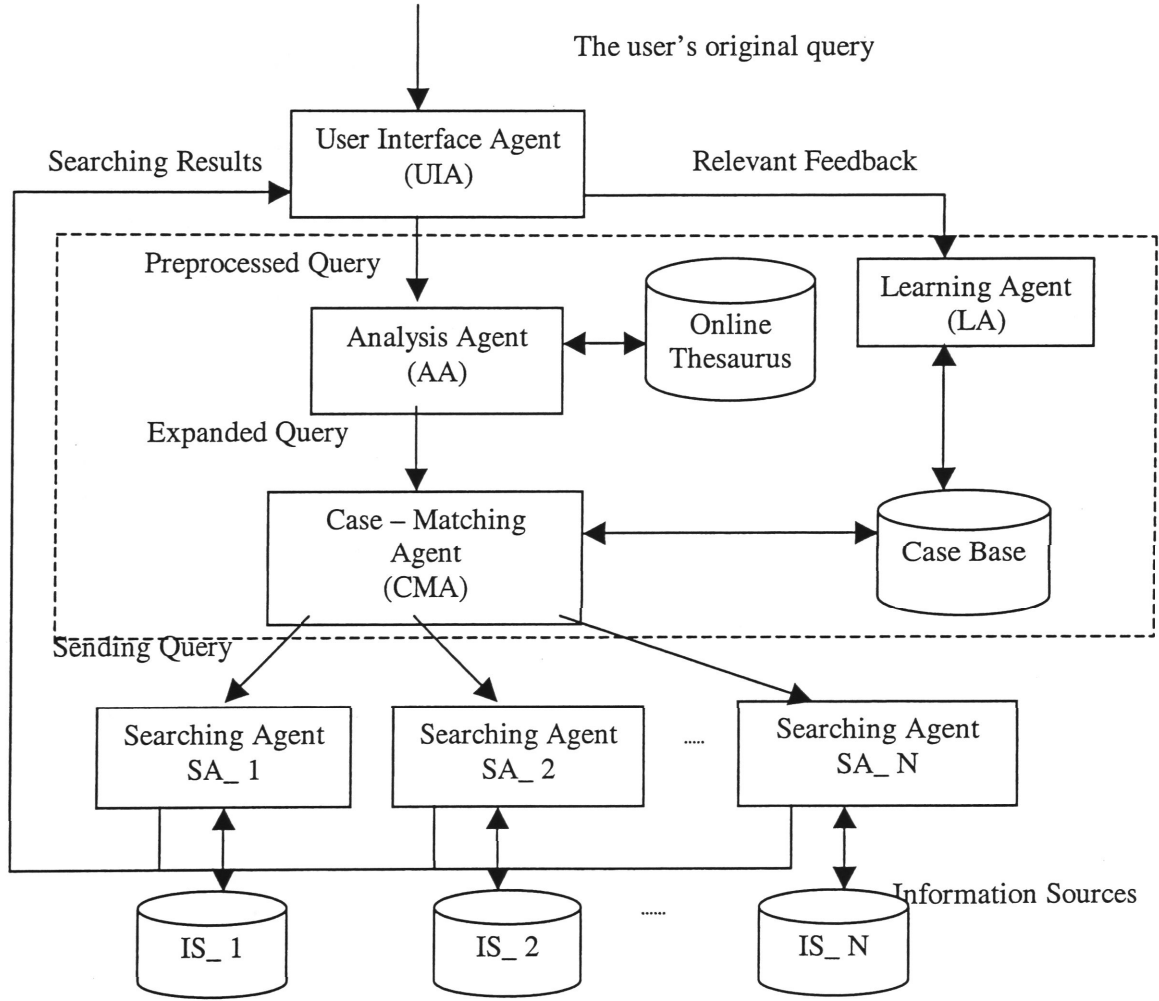 The user's original query
User Interface Agent
(UIA)
Searching Results
Relevant Feedback
Preprocessed Query
Learning Agent
(LA)
Online
Thesaurus
Analysis Agent
(AA)
Expanded Query
Case – Matching
Agent
(CMA)
Case Base
Sending Query
Searching Agent
SA_ 1
Searching Agent
SA_ 2
.....
Searching Agent
SA_ N
Information Sources
IS_ 1
IS_ 2
......
IS_ N